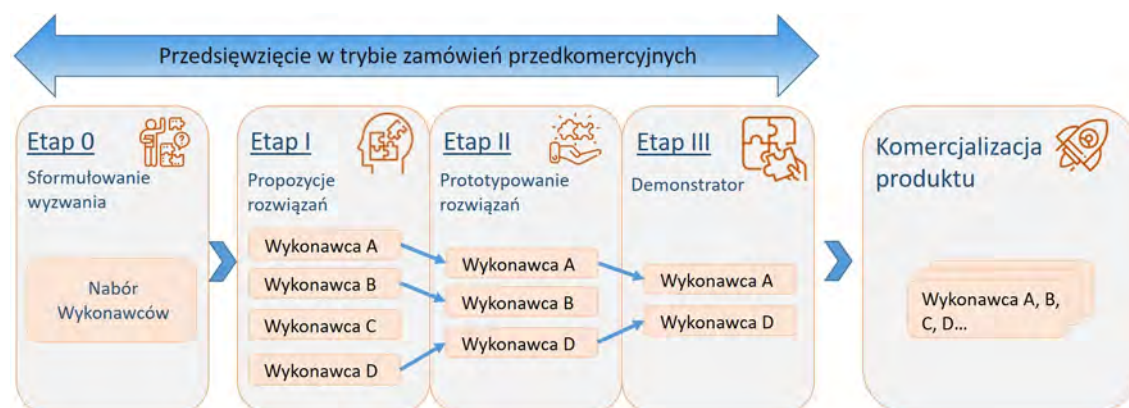 Przedsięwzięcie w trybie zamówień przedkomercyjnych
Etap 0
Sformułowanie
wyzwania
Nabór
Wykonawców
Etap I
Propozycje
rozwiązań
Wykonawca A
Wykonawca B
Wykonawca C
Wykonawca D
Etap II
Prototypowanie
rozwiązań
Wykonawca A
Wykonawca B
Wykonawca D
Etap III
Demonstrator
Wykonawca A
Wykonawca D
Komercjalizacja
produktu
Wykonawca A, B,
C, D...